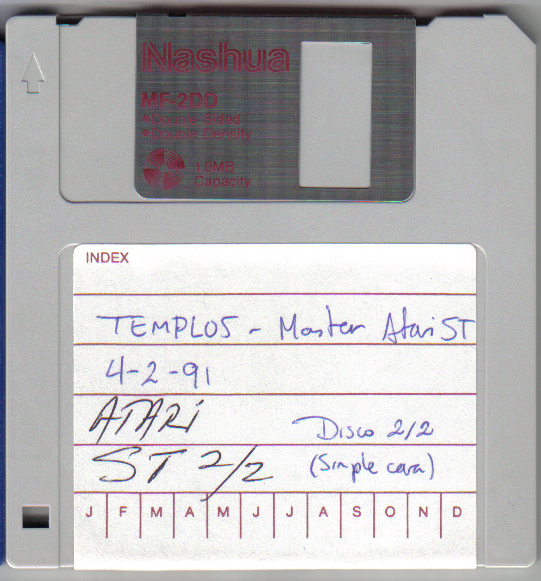 Nashua
MF-2DD
Double Sided
Double Density
1.0MB
Capacity
INDEX
TEMPLOS - Master Atari ST
4-2-91
ATARI
ST 2/2
Disco 2/2
(Simple cara)
J F M A M J J A S O N D